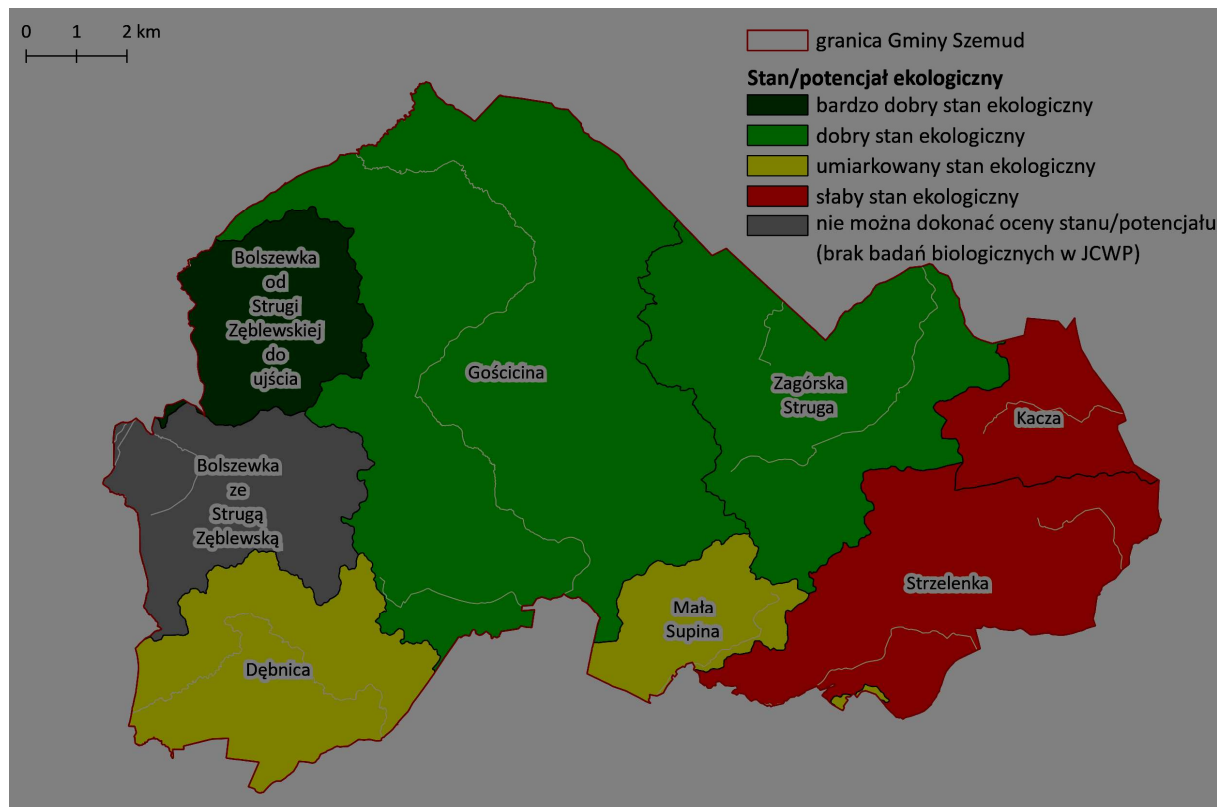 0 1 2 km
granica Gminy Szemud
Stan/potencjał ekologiczny
bardzo dobry stan ekologiczny
dobry stan ekologiczny
umiarkowany stan ekologiczny
słaby stan ekologiczny
nie można dokonać oceny stanu/potencjału
(brak badań biologicznych w JCWP)
Bolszewka
od
Strugi
Zęblewskiej
do
ujścia
Gościcina
Zagórska
Struga
Kacza
Bolszewka
ze
Strugą
Zęblewską
Strzelenka
Mała
Supina
Dębnica